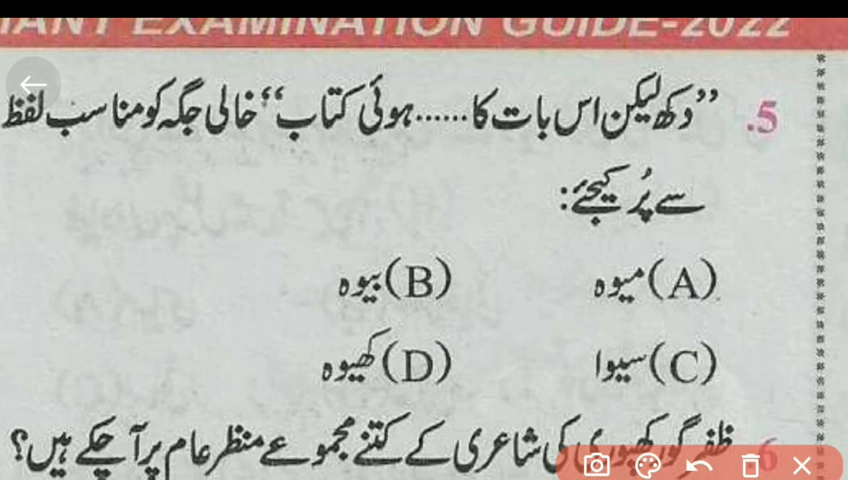 EXAMINATION GUIDE-2022
5. ’’دکھ لیکن اس بات کا......ہوئی کتاب‘‘ خالی جگہ کو مناسب لفظ
سے پُر کیجئے:
(A) میوہ (B) بیوہ
(C) سیوا (D) کھیوہ
6 ظفر گورکھپوری کی شاعری کے کتنے مجموعے منظر عام پر آ چکے ہیں؟